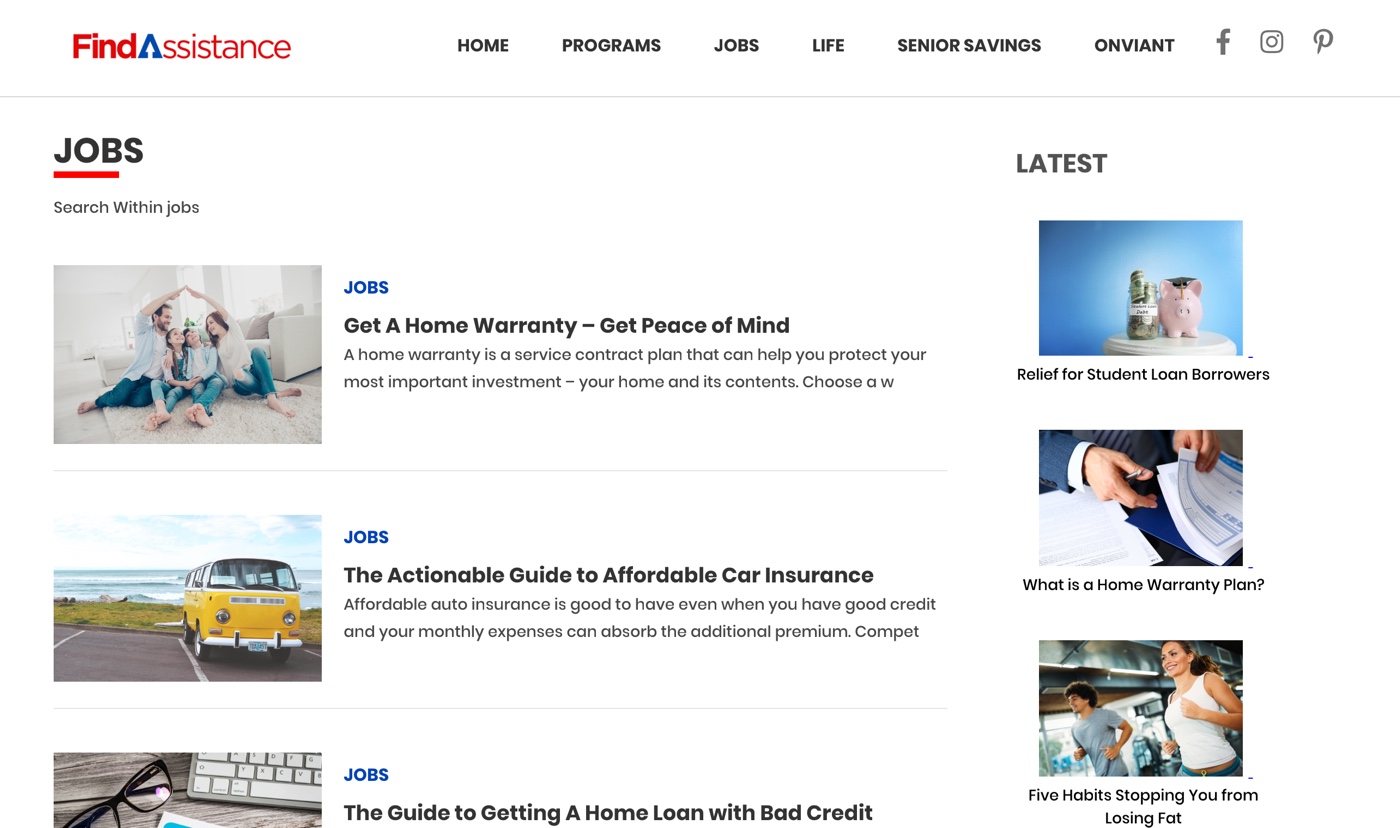 FindAssistance
HOME
PROGRAMS
JOBS
LIFE
SENIOR SAVINGS
ONVIANT
JOBS
Search Within jobs
JOBS
Get A Home Warranty – Get Peace of Mind
A home warranty is a service contract plan that can help you protect your
most important investment – your home and its contents. Choose a w
JOBS
The Actionable Guide to Affordable Car Insurance
Affordable auto insurance is good to have even when you have good credit
and your monthly expenses can absorb the additional premium. Compet
JOBS
The Guide to Getting A Home Loan with Bad Credit
LATEST
Student Loan
Debt
Relief for Student Loan Borrowers
What is a Home Warranty Plan?
Five Habits Stopping You from
Losing Fat